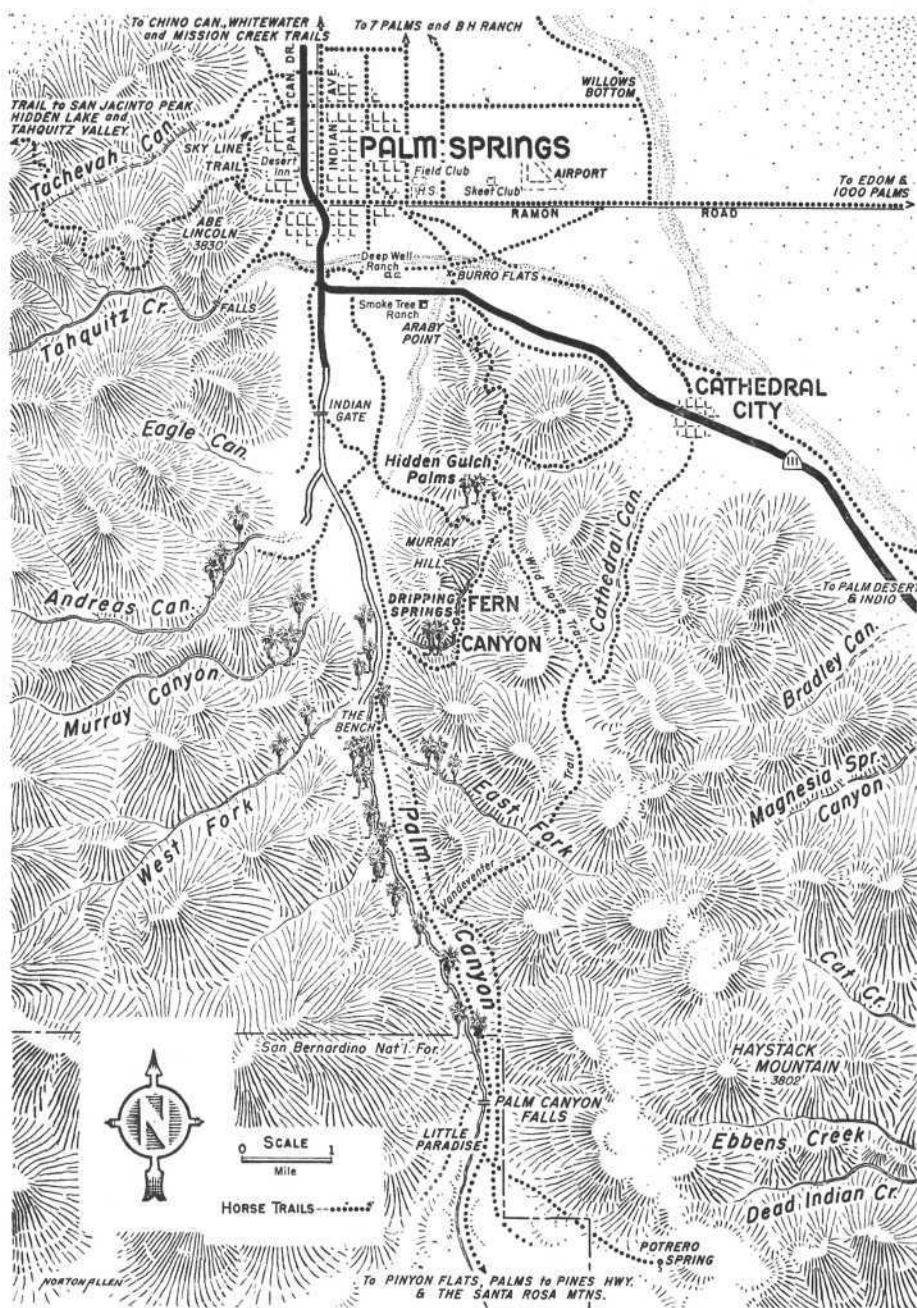 To CHINO CAN., WHITEWATER
and MISSION CREEK TRAILS
To 7 PALMS and B H RANCH
PALM CAN. DR.
INDIAN AVE.
WILLOWS
BOTTOM
TRAIL to SAN JACINTO PEAK,
HIDDEN LAKE and
TAHQUITZ VALLEY.
Tachevah Can.
SKY LINE
TRAIL
Desert
Inn
PALM SPRINGS
Field Club
H.S.
Skeet Club
AIRPORT
To EDOM &
1000 PALMS
RAMON ROAD
ABE
LINCOLN
3830
Deep Well
Ranch
BURRO FLATS
FALLS
Tahquitz Cr.
Smoke Tree
Ranch
ARABY
POINT
CATHEDRAL
CITY
INDIAN
GATE
Eagle Can.
111
Hidden Gulch
Palms
MURRAY
HILL
Wild Horse Trail
Cathedral Can.
To PALM DESERT
& INDIO
Andreas Can.
DRIPPING
SPRINGS
FERN
CANYON
Bradley Can.
Murray Canyon
THE
BENCH
Trail
Magnesia Spr.
Canyon
West Fork
East Fork
Palm
Canyon
Vandeventer
Cat Cr.
San Bernardino Nat'l. For.
HAYSTACK
MOUNTAIN
3802
N
PALM CANYON
FALLS
LITTLE
PARADISE
Ebbens Creek
SCALE
0 1
Mile
HORSE TRAILS
Dead Indian Cr.
POTRERO
SPRING
NORTON ALLEN
To PINYON FLATS, PALMS to PINES HWY.
& THE SANTA ROSA MTNS.